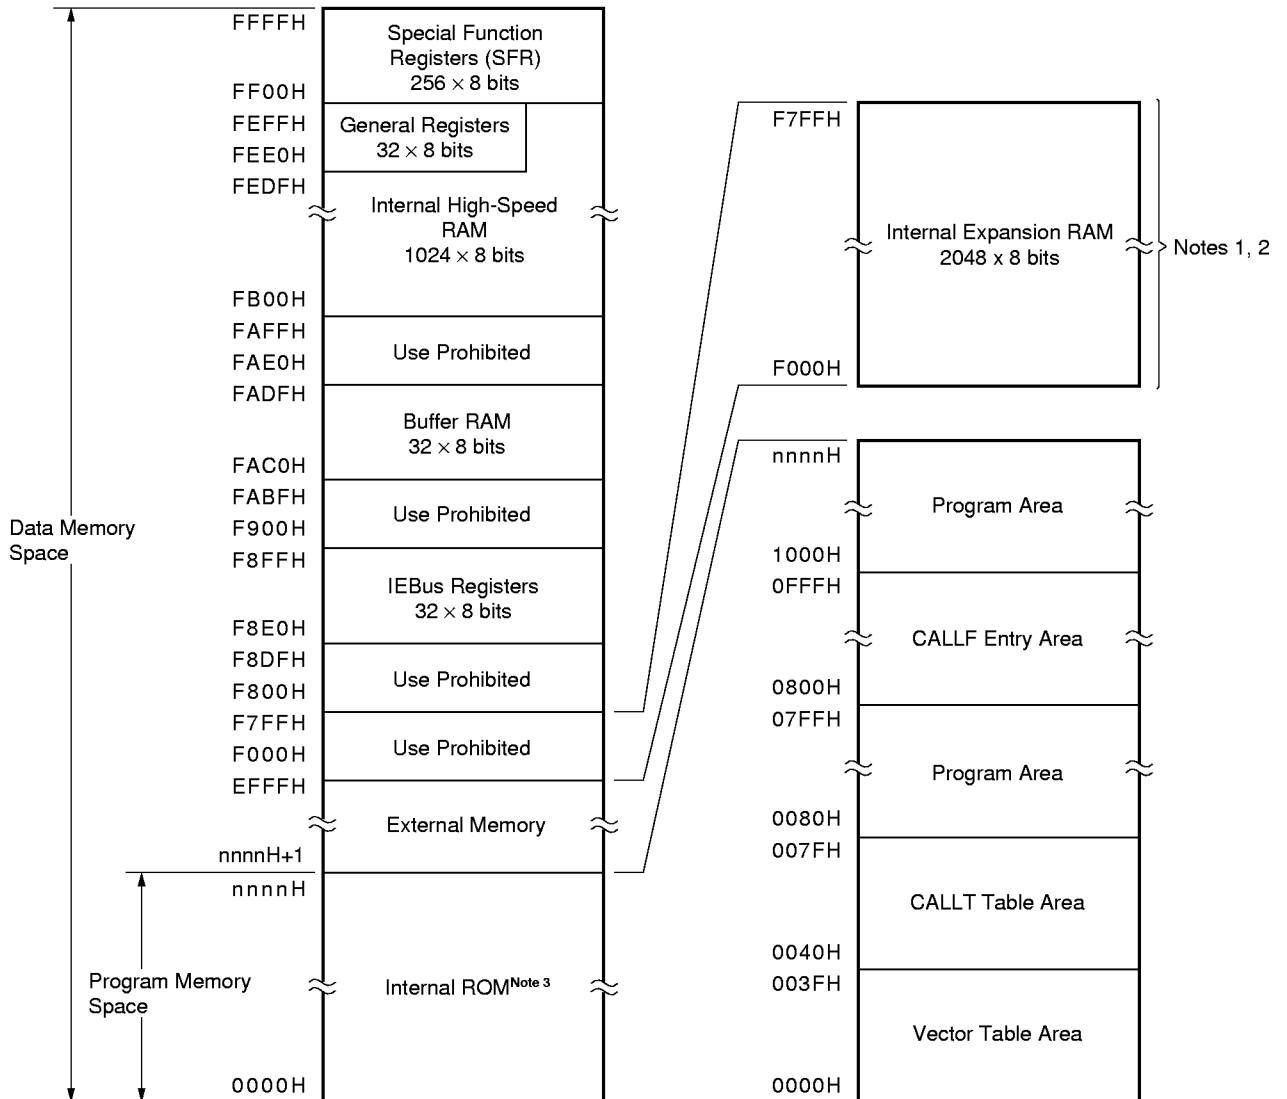 FFFFH
Special Function
Registers (SFR)
256 × 8 bits
FF00H
FEFFH
General Registers
32 × 8 bits
FEE0H
FEDFH
Internal High-Speed
RAM
1024 × 8 bits
FB00H
FAFFH
Use Prohibited
FAE0H
FADFH
Buffer RAM
32 × 8 bits
FAC0H
FABFH
Use Prohibited
F900H
F8FFH
IEBus Registers
32 × 8 bits
F8E0H
F8DFH
Use Prohibited
F800H
F7FFH
Use Prohibited
F000H
EFFFH
External Memory
nnnnH+1
nnnnH
Internal ROM Note 3
0000H
Data Memory
Space
Program Memory
Space
F7FFH
Internal Expansion RAM
2048 x 8 bits
Notes 1, 2
F000H
nnnnH
Program Area
1000H
0FFFH
CALLF Entry Area
0800H
07FFH
Program Area
0080H
007FH
CALLT Table Area
0040H
003FH
Vector Table Area
0000H